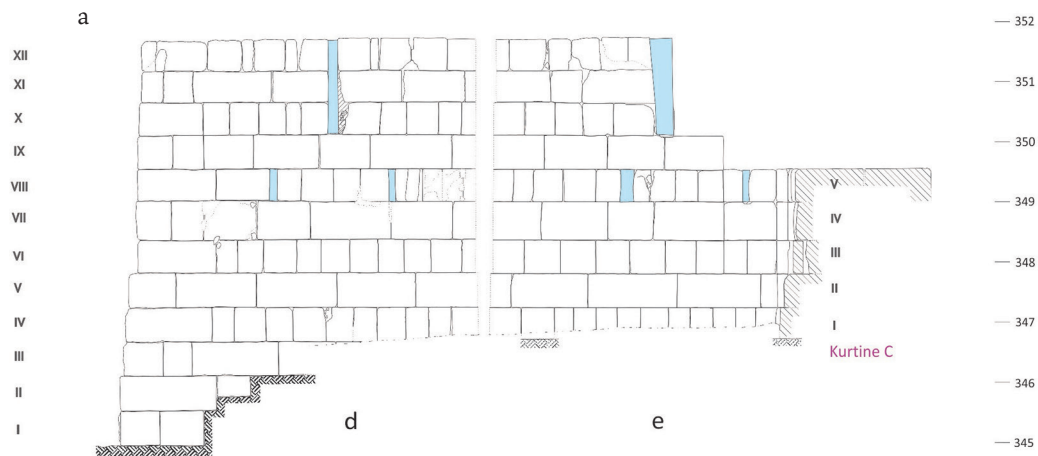 a
352
XII
XI
351
X
350
IX
VIII
V
349
VII
IV
VI
III
348
V
II
IV
I
347
Kurtine C
III
II
346
d
e
I
345